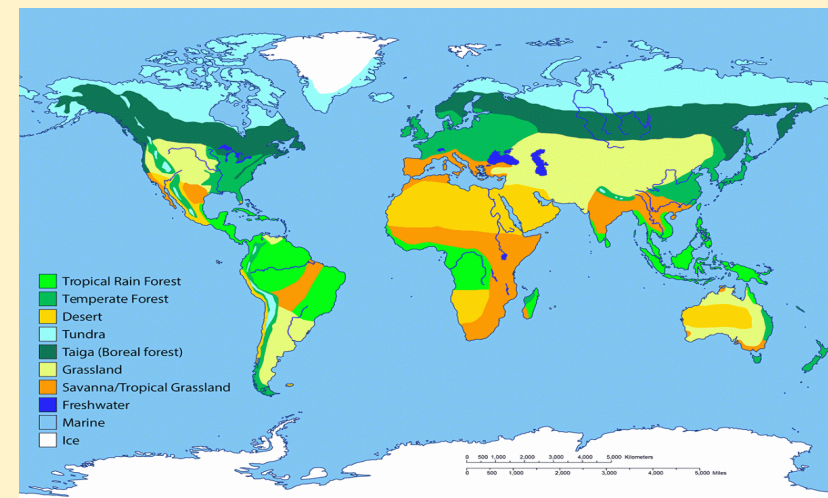 Tropical Rain Forest
Temperate Forest
Desert
Tundra
Taiga (Boreal forest)
Grassland
Savanna/Tropical Grassland
Freshwater
Marine
Ice
0 500 1,000 2,000 3,000 4,000 5,000 Kilometers
0 500 1,000 2,000 3,000 4,000 5,000 Miles